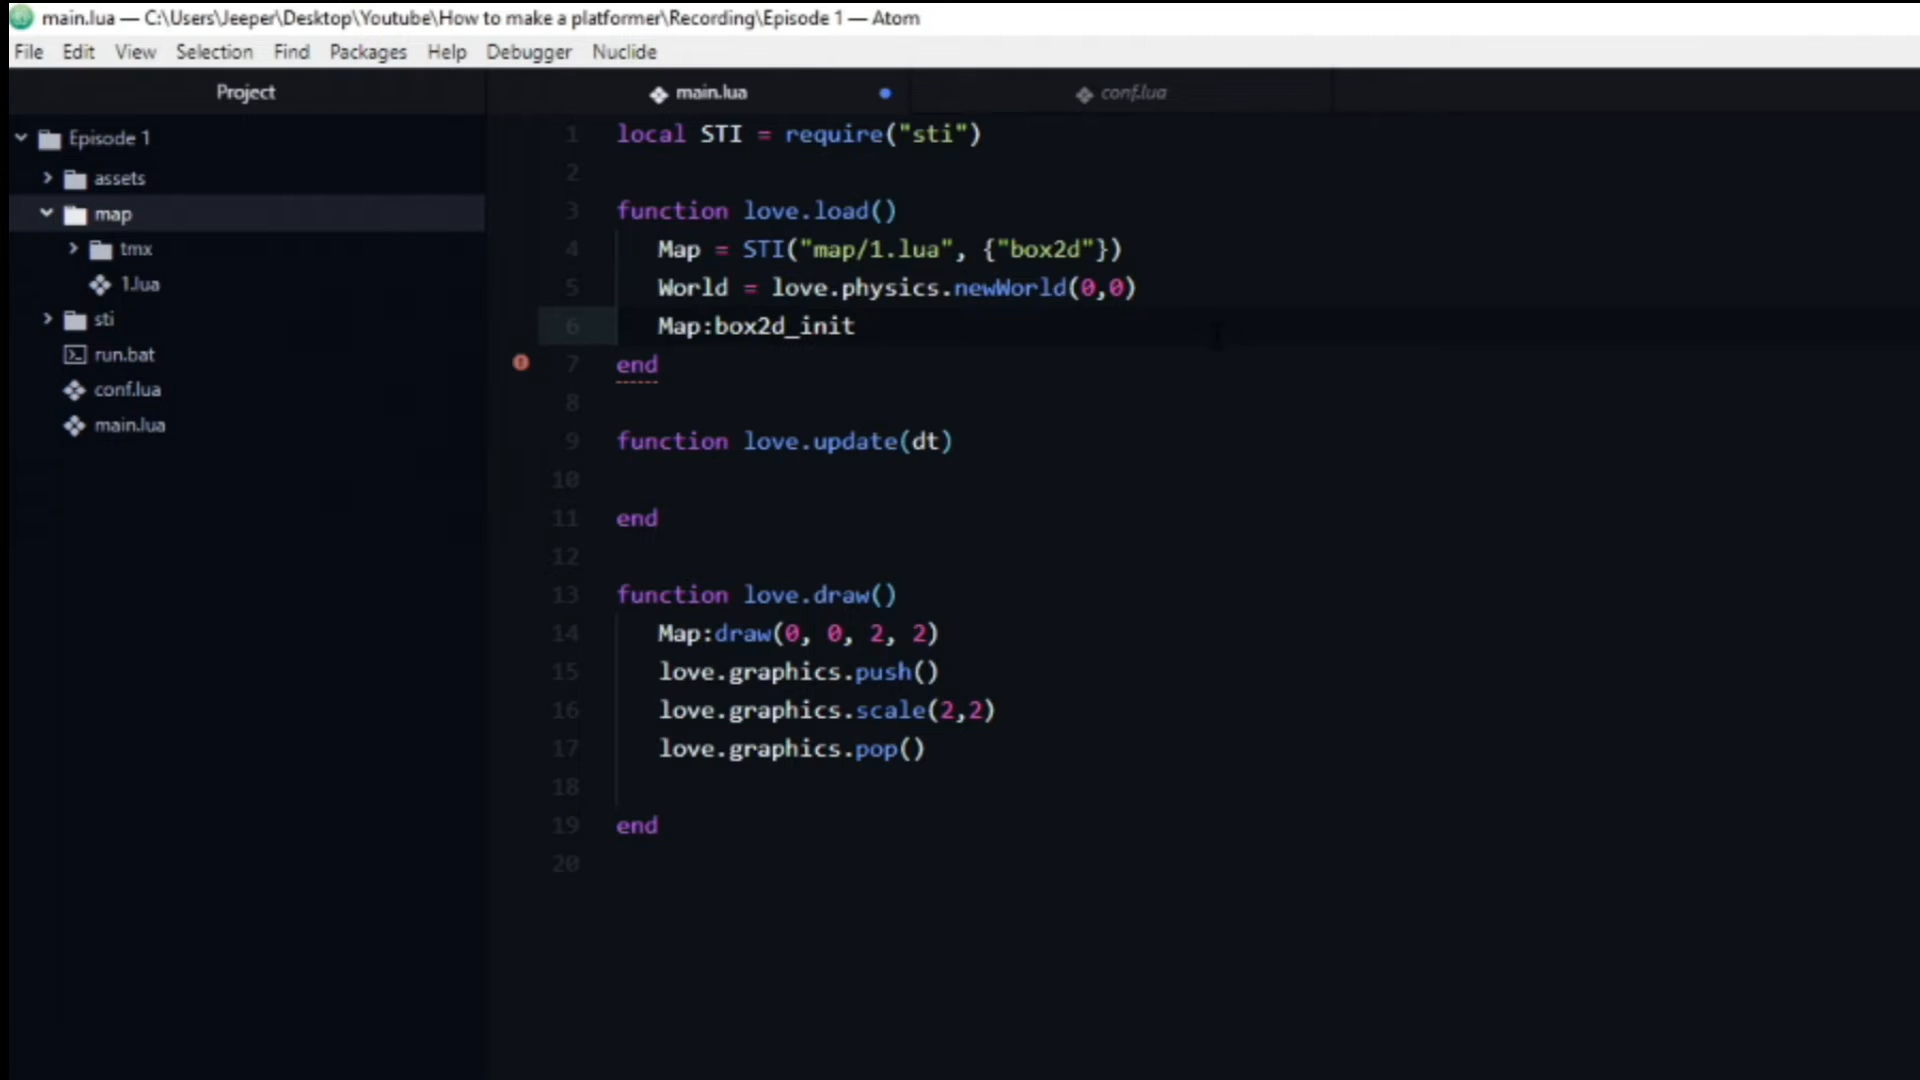 main.lua — C:\Users\Jeeper\Desktop\Youtube\How to make a platformer\Recording\Episode 1 — Atom
File Edit View Selection Find Packages Help Debugger Nuclide
Project
Episode 1
assets
map
tmx
1.lua
sti
run.bat
conf.lua
main.lua
main.lua
conf.lua
1 local STI = require("sti")
2
3 function love.load()
4 Map = STI("map/1.lua", {"box2d"})
5 World = love.physics.newWorld(0,0)
6 Map:box2d_init
7 end
8
9 function love.update(dt)
10
11 end
12
13 function love.draw()
14 Map:draw(0, 0, 2, 2)
15 love.graphics.push()
16 love.graphics.scale(2,2)
17 love.graphics.pop()
18
19 end
20